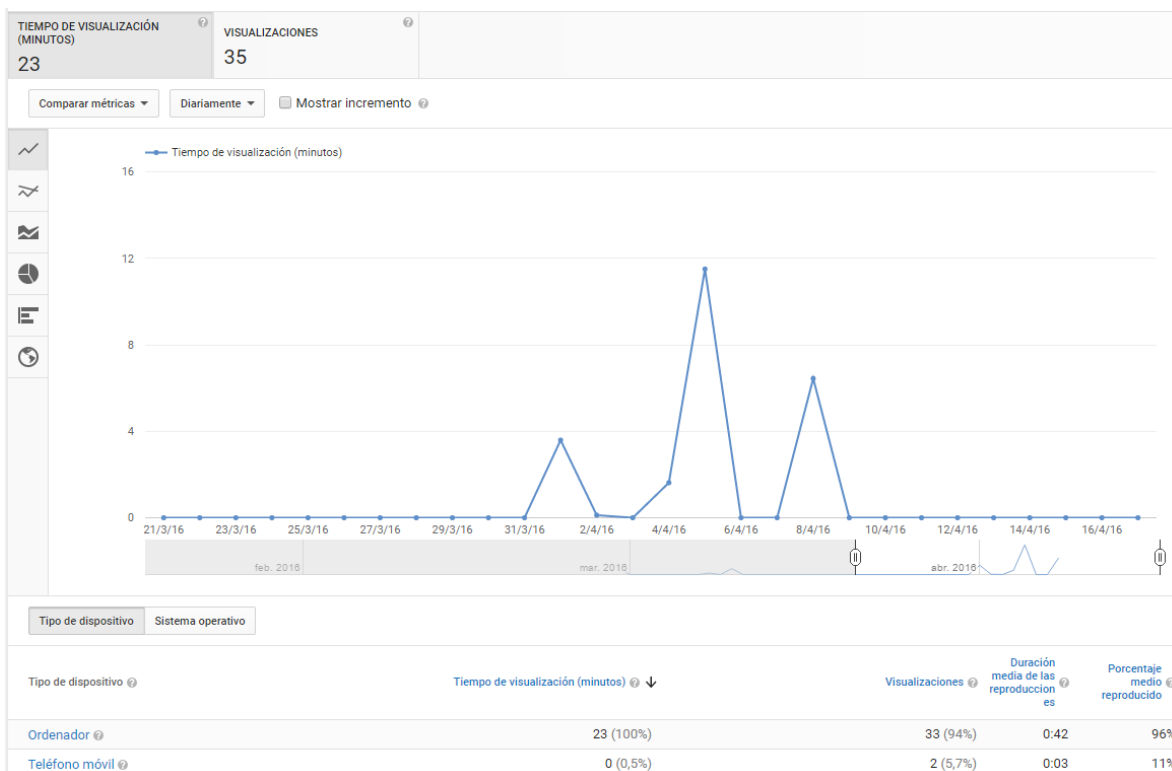 TIEMPO DE VISUALIZACIÓN
(MINUTOS)
23
VISUALIZACIONES
35
Comparar métricas
Diariamente
Mostrar incremento
Tiempo de visualización (minutos)
16
12
8
4
0
21/3/16 23/3/16 25/3/16 27/3/16 29/3/16 31/3/16 2/4/16 4/4/16 6/4/16 8/4/16 10/4/16 12/4/16 14/4/16 16/4/16
feb. 2016 mar. 2016 abr. 2016
Tipo de dispositivo Sistema operativo
Tipo de dispositivo
Tiempo de visualización (minutos)
Visualizaciones
Duración
media de las
reproduccion
es
Porcentaje
medio
reproducido
Ordenador 23 (100%) 33 (94%) 0:42 96%
Teléfono móvil 0 (0,5%) 2 (5,7%) 0:03 11%